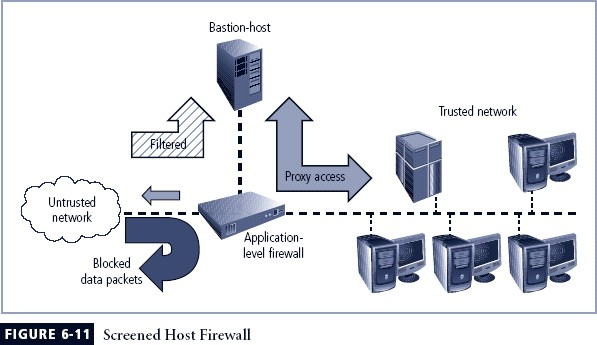 Bastion-host
Trusted network
Filtered
Proxy access
Untrusted
network
Application-
level firewall
Blocked
data packets
FIGURE 6-11 Screened Host Firewall